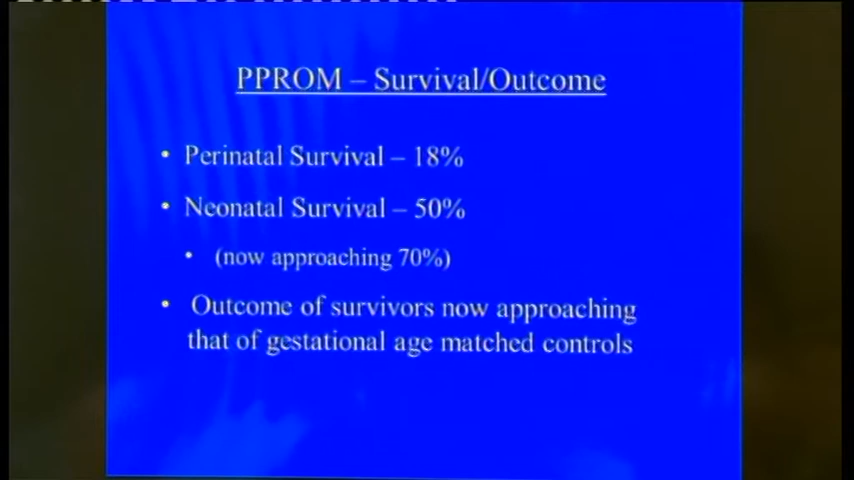 PPROM – Survival/Outcome
• Perinatal Survival – 18%
• Neonatal Survival – 50%
• (now approaching 70%)
• Outcome of survivors now approaching
that of gestational age matched controls